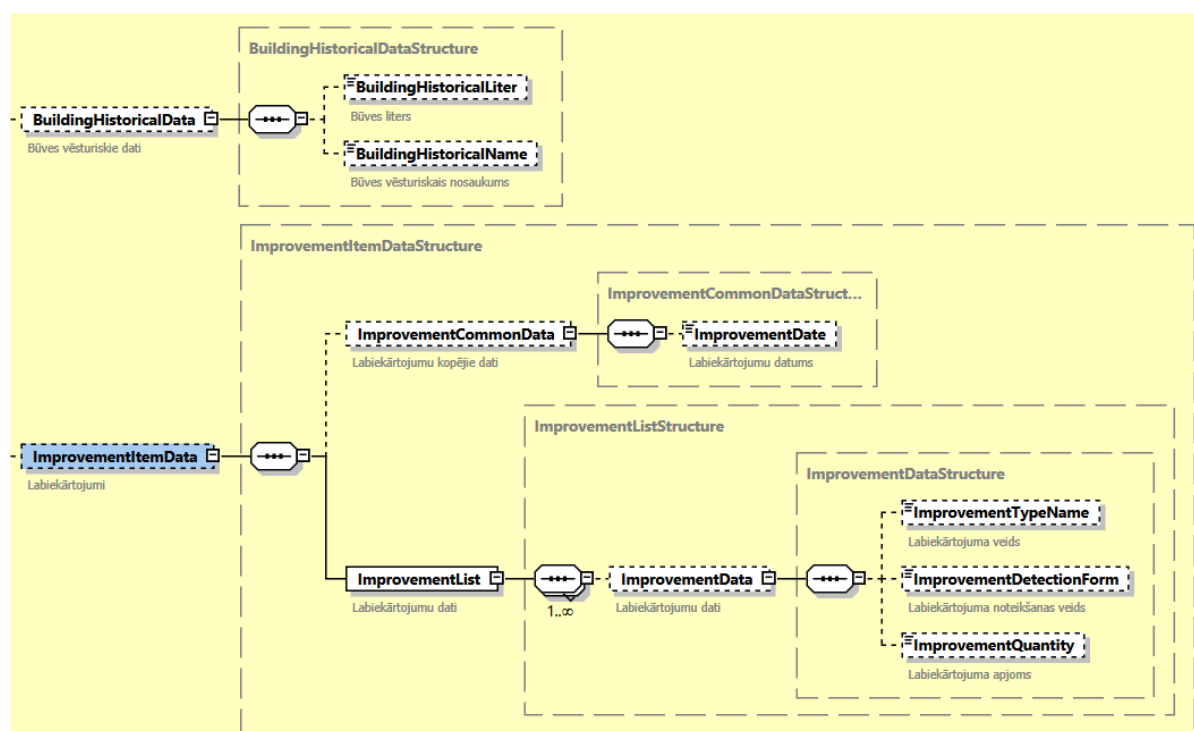 BuildingHistoricalDataStructure
BuildingHistoricalLiter
Būves liters
BuildingHistoricalData
Būves vēsturiskie dati
BuildingHistoricalName
Būves vēsturiskais nosaukums
ImprovementItemDataStructure
ImprovementCommonDataStruct...
ImprovementCommonData
Labiekārtojumu kopējie dati
ImprovementDate
Labiekārtojumu datums
ImprovementListStructure
ImprovementItemData
Labiekārtojumi
ImprovementDataStructure
ImprovementTypeName
Labiekārtojuma veids
ImprovementList
Labiekārtojumu dati
1..∞
ImprovementData
Labiekārtojumu dati
ImprovementDetectionForm
Labiekārtojuma noteikšanas veids
ImprovementQuantity
Labiekārtojuma apjoms